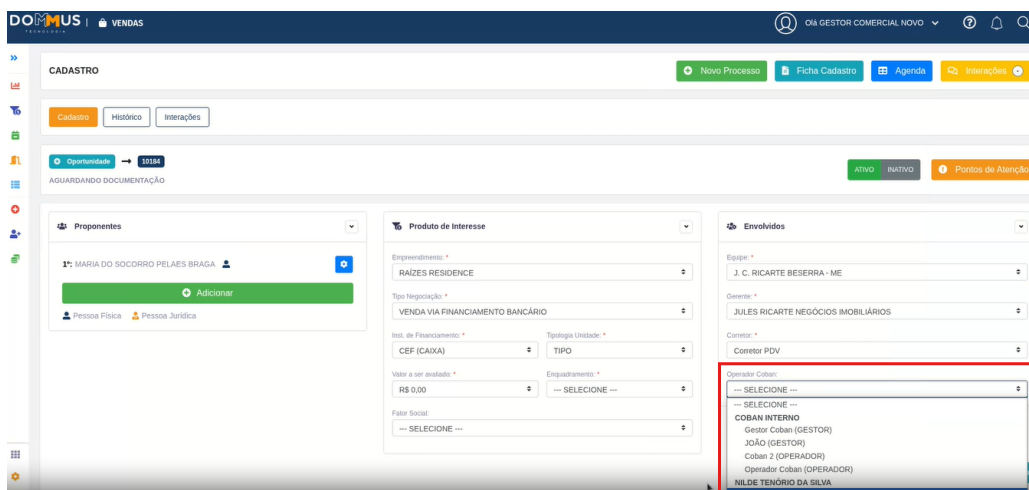 DOMMUS | VENDAS
TECNOLOGIA
Olá GESTOR COMERCIAL NOVO
CADASTRO
Novo Processo
Ficha Cadastro
Agenda
Interações
Cadastro
Histórico
Interações
Oportunidade → 10184
AGUARDANDO DOCUMENTAÇÃO
ATIVO INATIVO
Pontos de Atenção
Proponentes
1º: MARIA DO SOCORRO PELAES BRAGA
Adicionar
Pessoa Física Pessoa Jurídica
Produto de Interesse
Empreendimento: *
RAÍZES RESIDENCE
Tipo Negociação: *
VENDA VIA FINANCIAMENTO BANCÁRIO
Inst. de Financiamento: * Tipologia Unidade: *
CEF (CAIXA) TIPO
Valor a ser avaliado: * Enquadramento: *
R$ 0,00 --- SELECIONE ---
Fator Social:
--- SELECIONE ---
Envolvidos
Equipe: *
J. C. RICARTE BESERRA - ME
Gerente: *
JULES RICARTE NEGÓCIOS IMOBILIÁRIOS
Corretor: *
Corretor PDV
Operador Coban:
--- SELECIONE ---
--- SELECIONE ---
COBAN INTERNO
Gestor Coban (GESTOR)
JOÃO (GESTOR)
Coban 2 (OPERADOR)
Operador Coban (OPERADOR)
NILDE TENÓRIO DA SILVA